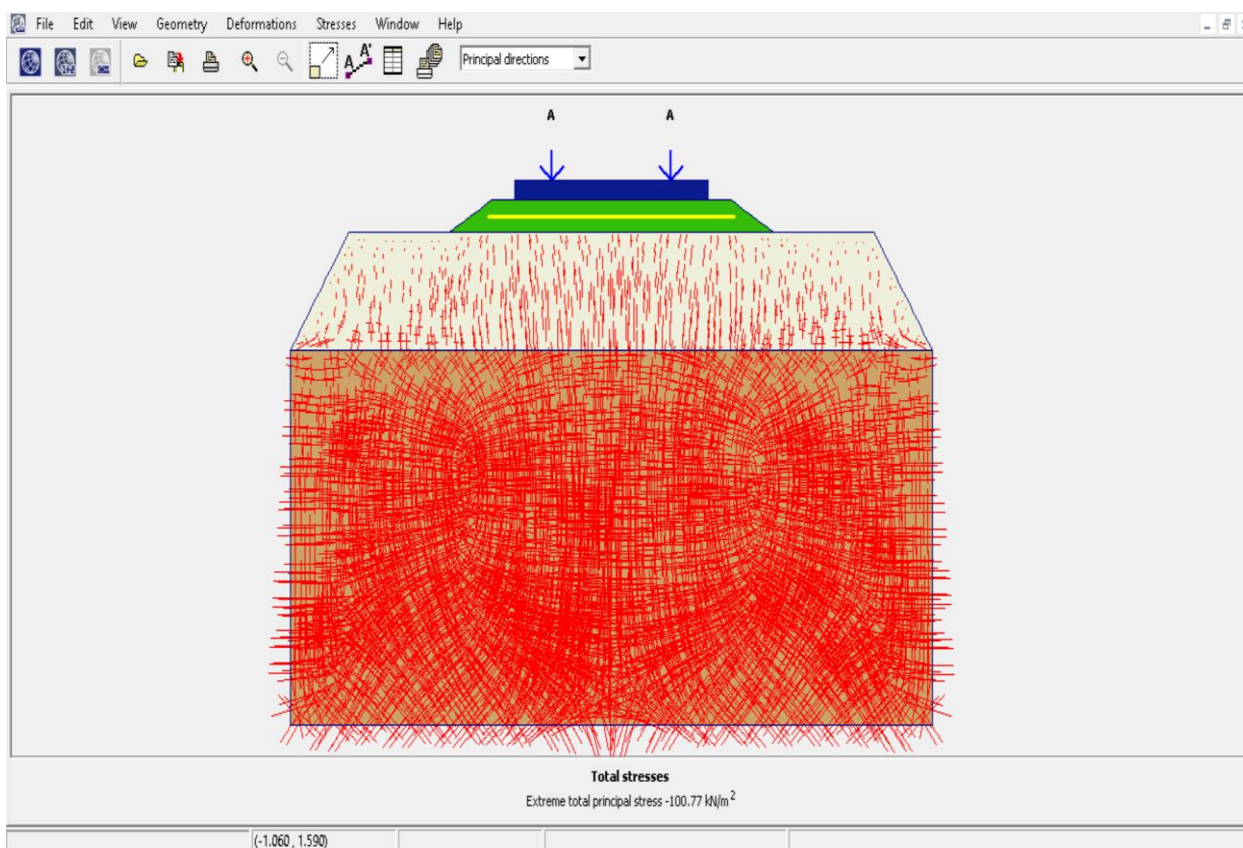 File Edit View Geometry Deformations Stresses Window Help
Principal directions
A A
Total stresses
Extreme total principal stress -100.77 kN/m²
(-1.060 , 1.590)